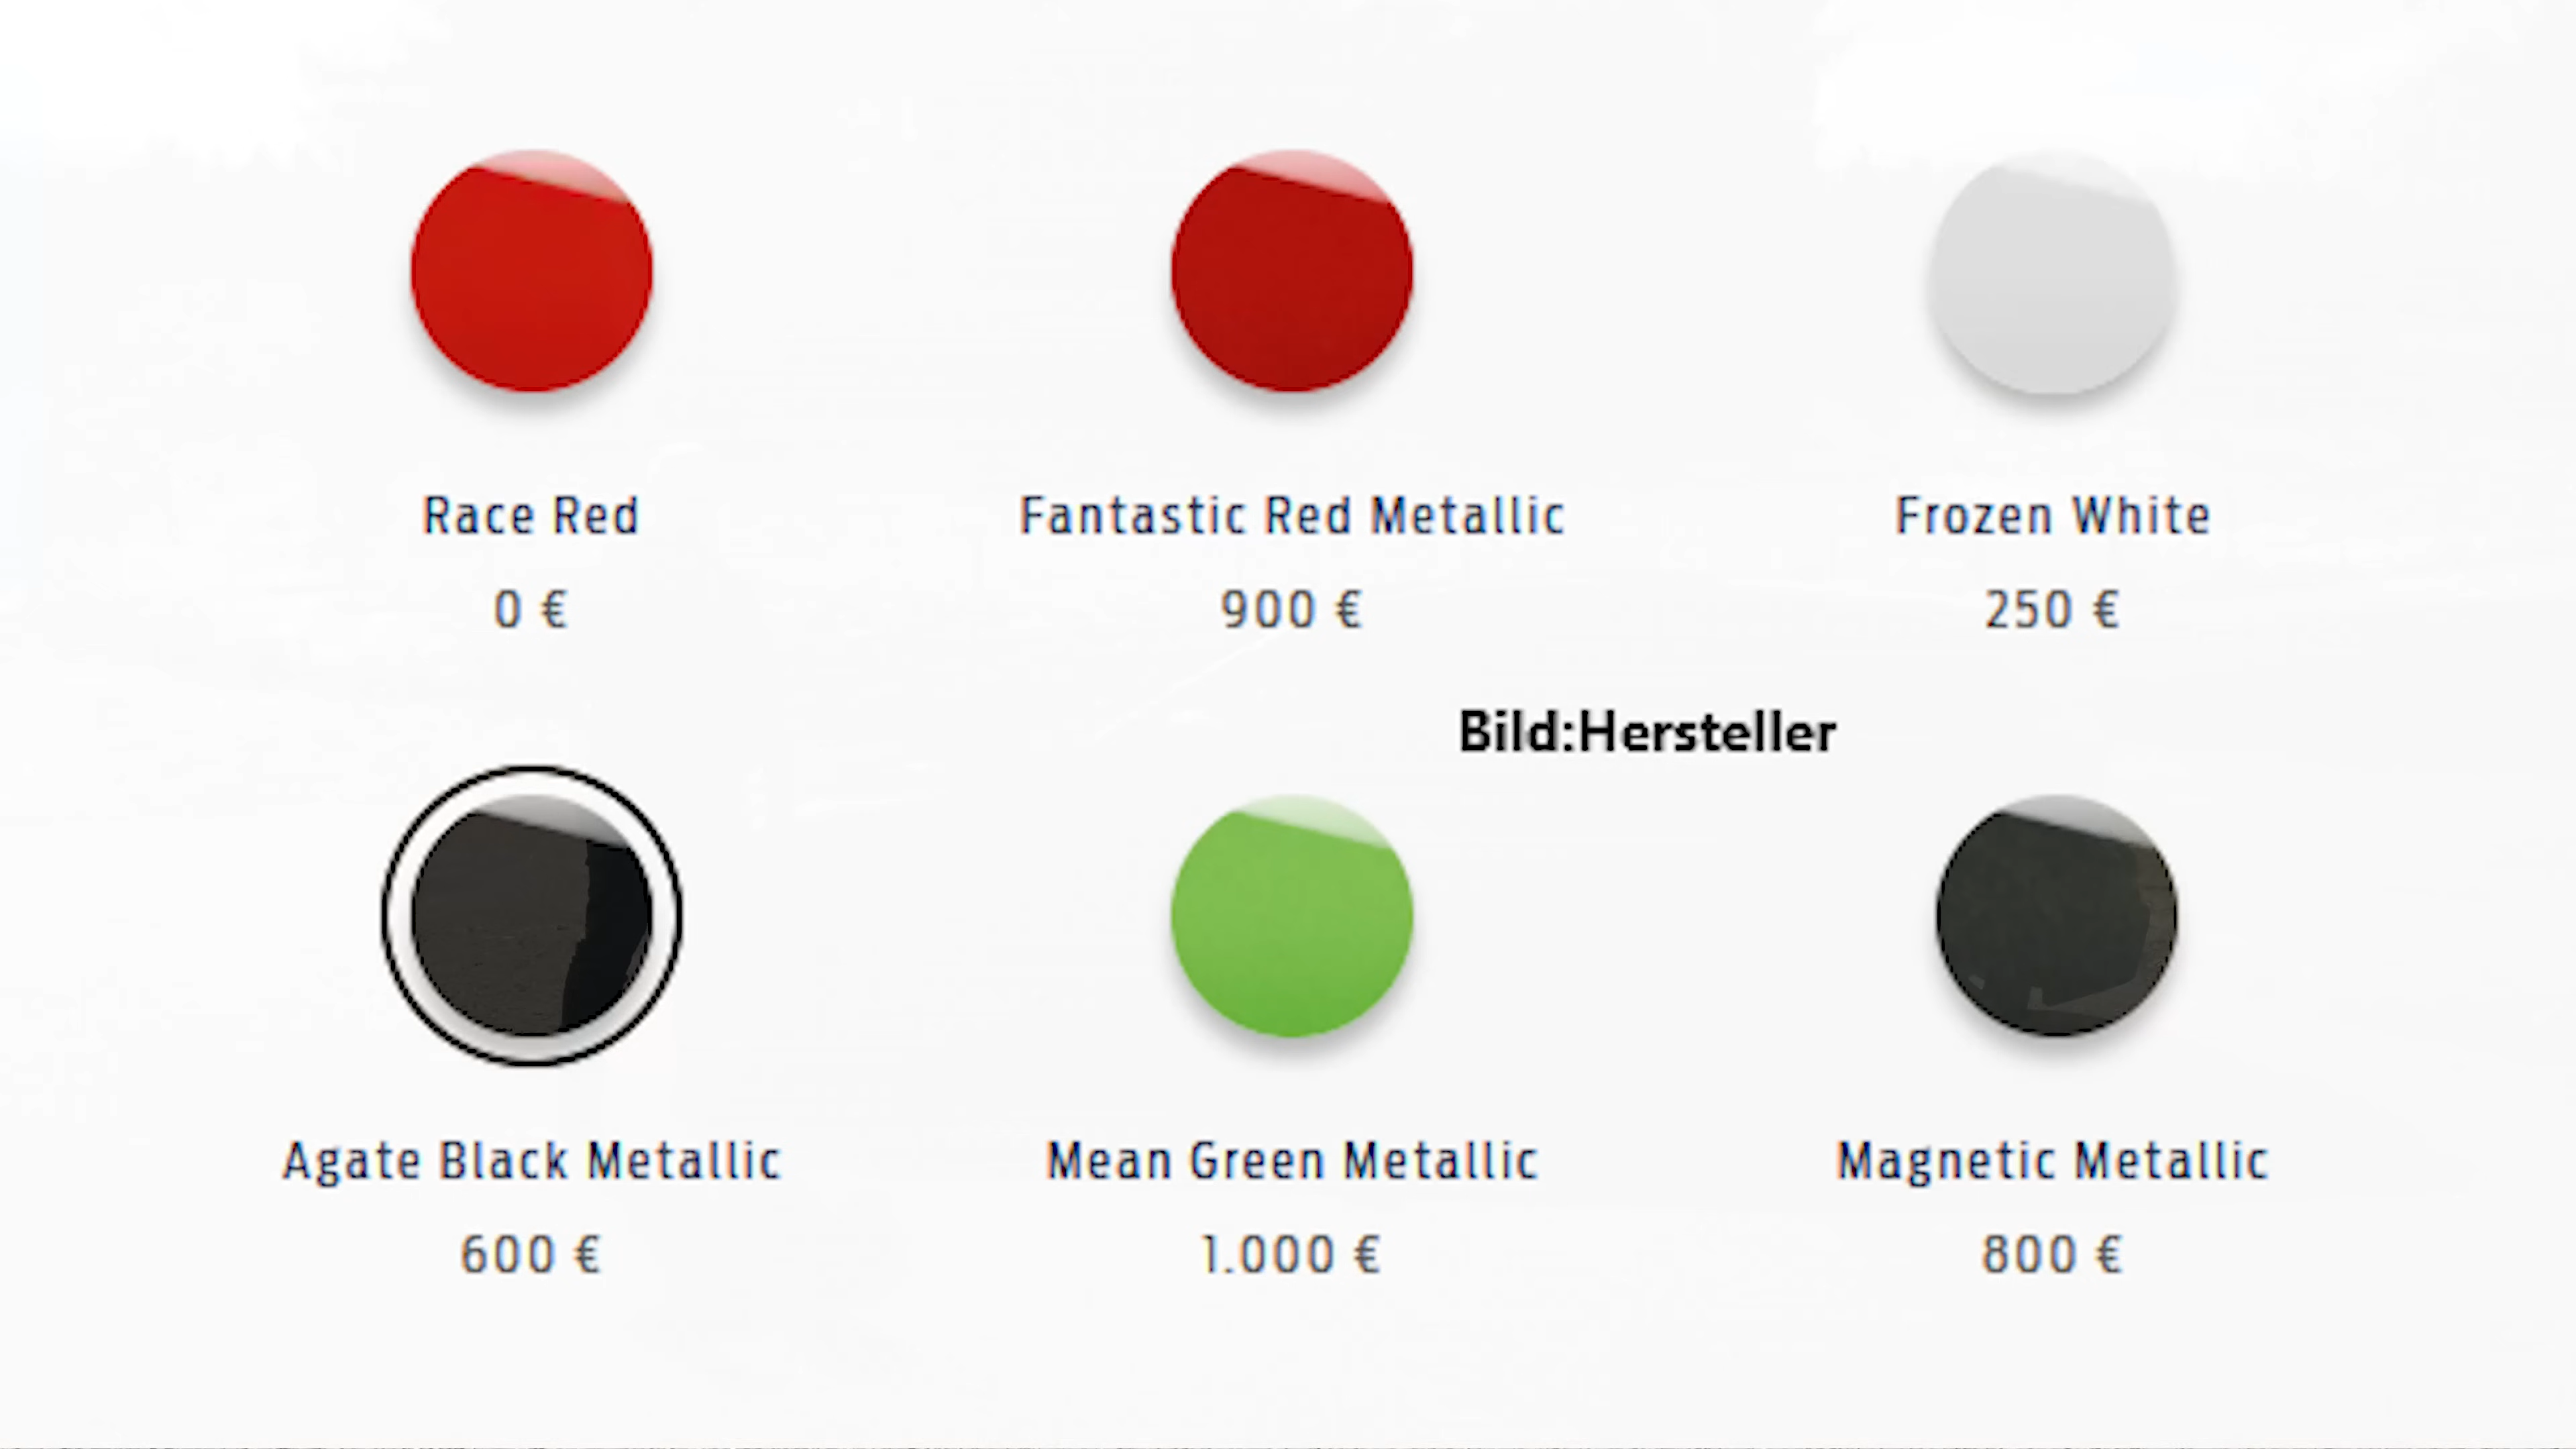 Race Red
Fantastic Red Metallic
Frozen White
0 €
900 €
250 €
Bild:Hersteller
Agate Black Metallic
Mean Green Metallic
Magnetic Metallic
600 €
1.000 €
800 €